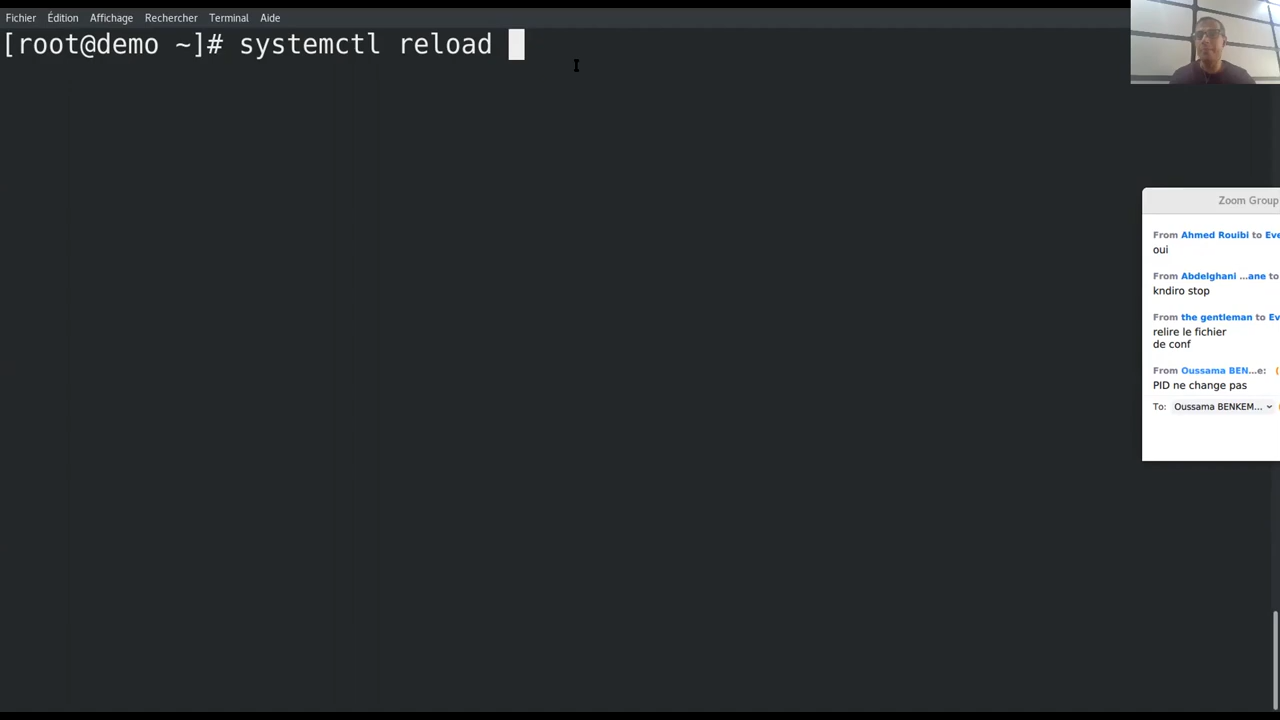 Fichier Édition Affichage Rechercher Terminal Aide
[root@demo ~]# systemctl reload
Zoom Group
From Ahmed Rouibi to Eve
oui
From Abdelghani ...ane to
kndiro stop
From the gentleman to Ev
relire le fichier
de conf
From Oussama BEN...e: (
PID ne change pas
To: Oussama BENKEM...